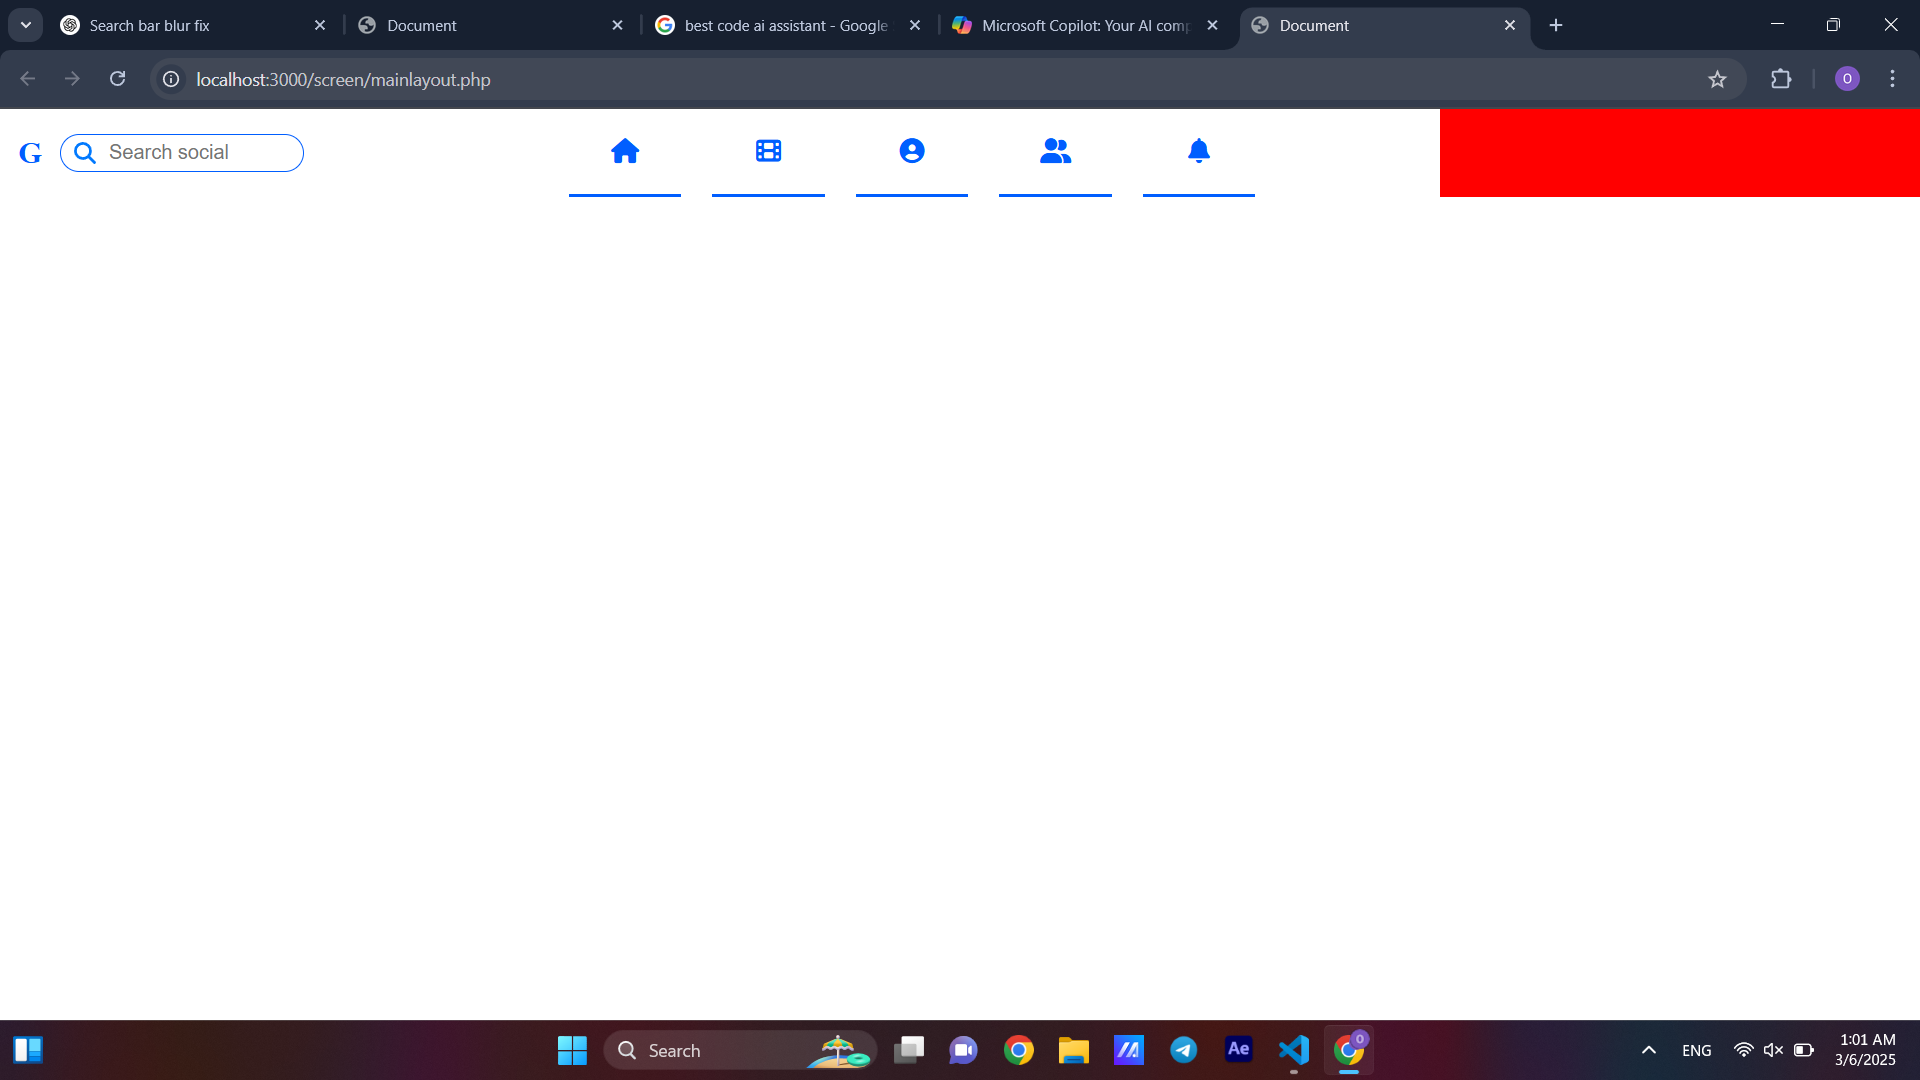 Search bar blur fix
Document
best code ai assistant - Google
Microsoft Copilot: Your AI comp
Document
localhost:3000/screen/mainlayout.php
O
G
Search social
Search
Ae
O
ENG
1:01 AM
3/6/2025